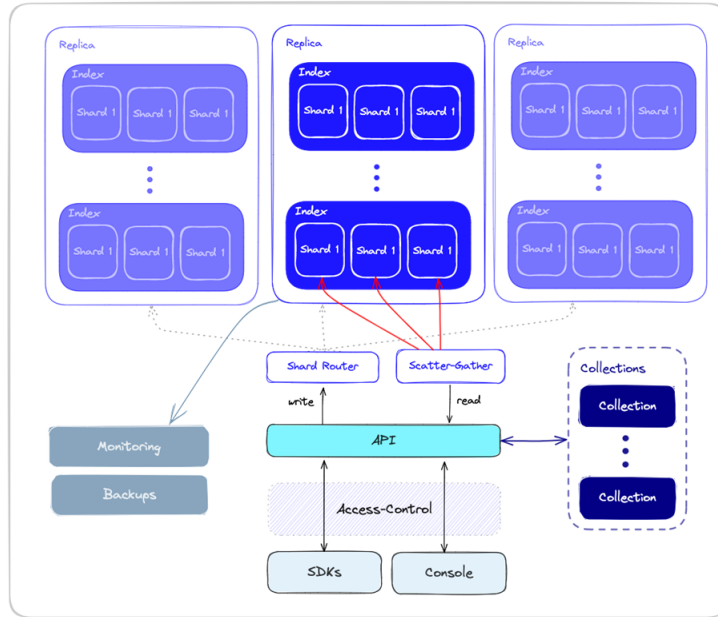 Replica
Index
Shard 1 Shard 1 Shard 1
Index
Shard 1 Shard 1 Shard 1
Replica
Index
Shard 1 Shard 1 Shard 1
Index
Shard 1 Shard 1 Shard 1
Replica
Index
Shard 1 Shard 1 Shard 1
Index
Shard 1 Shard 1 Shard 1
Shard Router
Scatter-Gather
write
read
API
Monitoring
Backups
Collections
Collection
Collection
Access-Control
SDKs
Console